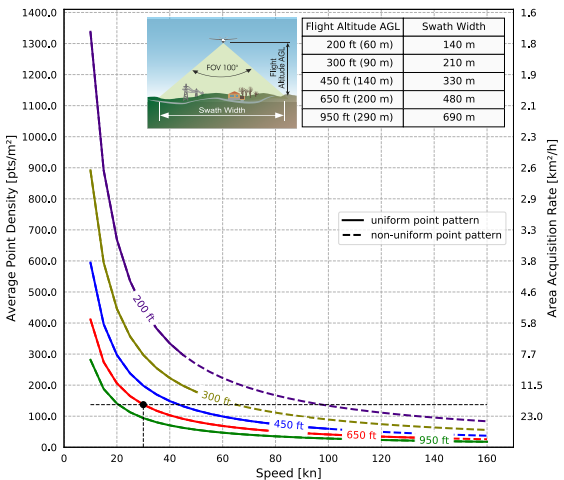 1400.0
1300.0
1200.0
1100.0
1000.0
900.0
800.0
700.0
600.0
500.0
400.0
300.0
200.0
100.0
0.0
Average Point Density [pts/m²]
0
20
40
60
80
100
120
140
160
Speed [kn]
1.6
1.8
1.9
2.1
2.3
2.6
2.9
3.3
3.8
4.6
5.8
7.7
11.5
23.0
Area Acquisition Rate [km²/h]
FOV 100°
Flight
Altitude AGL
Swath Width
Flight Altitude AGL Swath Width
200 ft (60 m) 140 m
300 ft (90 m) 210 m
450 ft (140 m) 330 m
650 ft (200 m) 480 m
950 ft (290 m) 690 m
uniform point pattern
non-uniform point pattern
200 ft
300 ft
450 ft
650 ft
950 ft